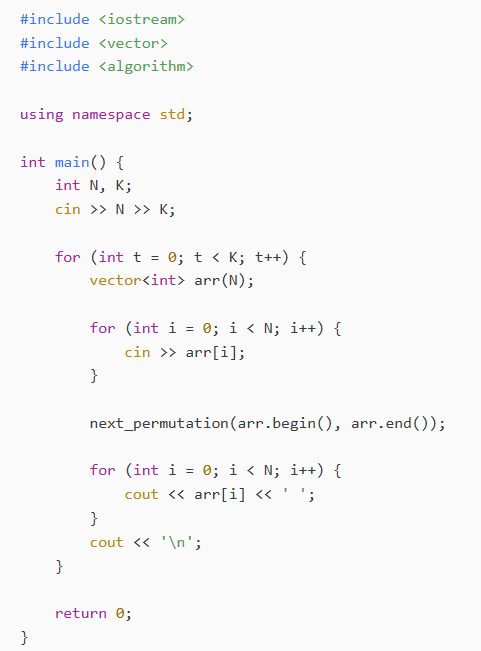 #include <iostream>
#include <vector>
#include <algorithm>

using namespace std;

int main() {
    int N, K;
    cin >> N >> K;

    for (int t = 0; t < K; t++) {
        vector<int> arr(N);

        for (int i = 0; i < N; i++) {
            cin >> arr[i];
        }

        next_permutation(arr.begin(), arr.end());

        for (int i = 0; i < N; i++) {
            cout << arr[i] << ' ';
        }
        cout << '\n';
    }

    return 0;
}